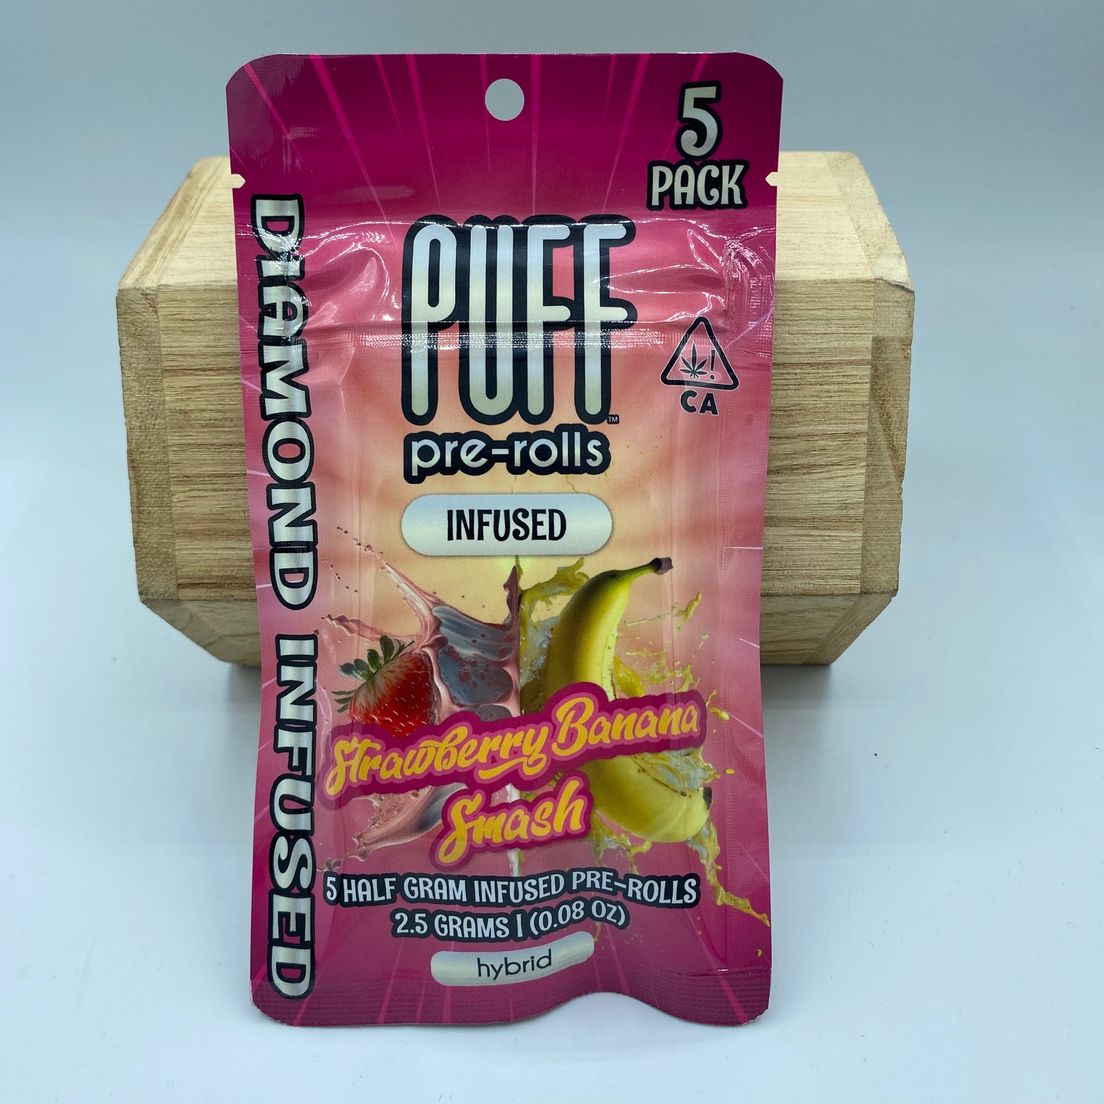 5
PACK
PUFF™
pre-rolls
CA
INFUSED
DIAMOND INFUSED
Strawberry Banana
Smash
5 HALF GRAM INFUSED PRE-ROLLS
2.5 GRAMS | (0.08 OZ)
hybrid